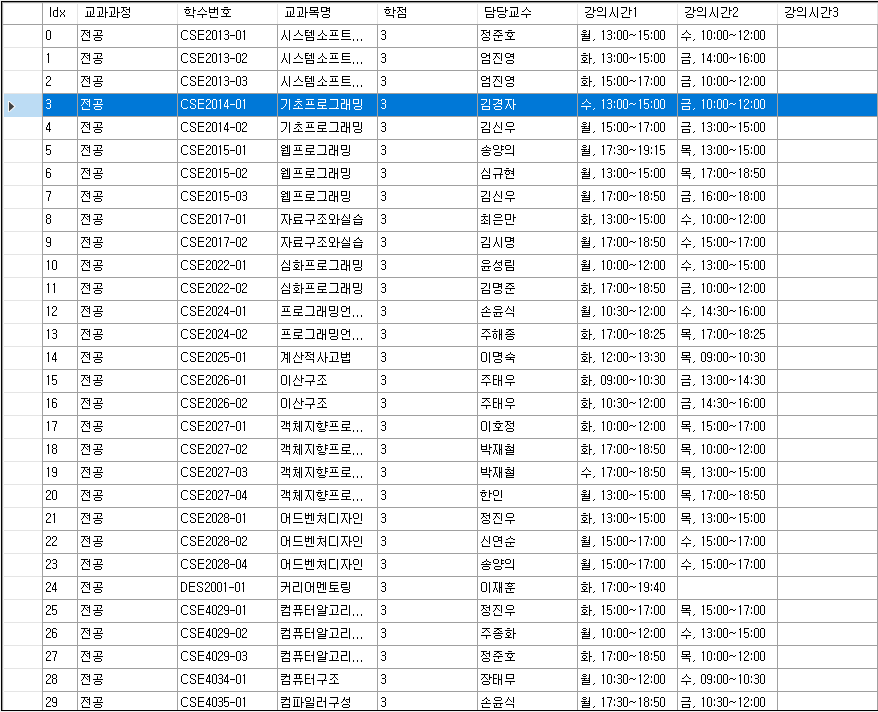 Idx 교과과정 학수번호 교과목명 학점 담당교수 강의시간1 강의시간2 강의시간3
0 전공 CSE2013-01 시스템소프트... 3 정준호 월, 13:00~15:00 수, 10:00~12:00
1 전공 CSE2013-02 시스템소프트... 3 엄진영 화, 13:00~15:00 금, 14:00~16:00
2 전공 CSE2013-03 시스템소프트... 3 엄진영 화, 15:00~17:00 금, 10:00~12:00
3 전공 CSE2014-01 기초프로그래밍 3 김경자 수, 13:00~15:00 금, 10:00~12:00
4 전공 CSE2014-02 기초프로그래밍 3 김신우 월, 15:00~17:00 금, 13:00~15:00
5 전공 CSE2015-01 웹프로그래밍 3 송양의 월, 17:30~19:15 목, 13:00~15:00
6 전공 CSE2015-02 웹프로그래밍 3 심규현 월, 13:00~15:00 목, 17:00~18:50
7 전공 CSE2015-03 웹프로그래밍 3 김신우 월, 17:00~18:50 금, 16:00~18:00
8 전공 CSE2017-01 자료구조와실습 3 최은만 화, 13:00~15:00 수, 10:00~12:00
9 전공 CSE2017-02 자료구조와실습 3 김시명 월, 17:00~18:50 수, 15:00~17:00
10 전공 CSE2022-01 심화프로그래밍 3 윤성림 월, 10:00~12:00 수, 13:00~15:00
11 전공 CSE2022-02 심화프로그래밍 3 김명준 화, 17:00~18:50 금, 10:00~12:00
12 전공 CSE2024-01 프로그래밍언... 3 손윤식 월, 10:30~12:00 수, 14:30~16:00
13 전공 CSE2024-02 프로그래밍언... 3 주해종 화, 17:00~18:25 목, 17:00~18:25
14 전공 CSE2025-01 계산적사고법 3 이명숙 화, 12:00~13:30 목, 09:00~10:30
15 전공 CSE2026-01 이산구조 3 주태우 화, 09:00~10:30 금, 13:00~14:30
16 전공 CSE2026-02 이산구조 3 주태우 화, 10:30~12:00 금, 14:30~16:00
17 전공 CSE2027-01 객체지향프로... 3 이호정 화, 10:00~12:00 목, 15:00~17:00
18 전공 CSE2027-02 객체지향프로... 3 박재철 화, 17:00~18:50 목, 10:00~12:00
19 전공 CSE2027-03 객체지향프로... 3 박재철 수, 17:00~18:50 목, 13:00~15:00
20 전공 CSE2027-04 객체지향프로... 3 한인 월, 13:00~15:00 목, 17:00~18:50
21 전공 CSE2028-01 어드벤처디자인 3 정진우 화, 13:00~15:00 목, 13:00~15:00
22 전공 CSE2028-02 어드벤처디자인 3 신연순 월, 15:00~17:00 수, 15:00~17:00
23 전공 CSE2028-04 어드벤처디자인 3 송양의 월, 15:00~17:00 수, 15:00~17:00
24 전공 DES2001-01 커리어멘토링 3 이재훈 화, 17:00~19:40
25 전공 CSE4029-01 컴퓨터알고리... 3 정진우 화, 15:00~17:00 목, 15:00~17:00
26 전공 CSE4029-02 컴퓨터알고리... 3 주종화 월, 10:00~12:00 수, 13:00~15:00
27 전공 CSE4029-03 컴퓨터알고리... 3 정준호 화, 17:00~18:50 목, 10:00~12:00
28 전공 CSE4034-01 컴퓨터구조 3 장태무 월, 10:30~12:00 수, 09:00~10:30
29 전공 CSE4035-01 컴파일러구성 3 손윤식 월, 17:30~18:50 금, 10:30~12:00